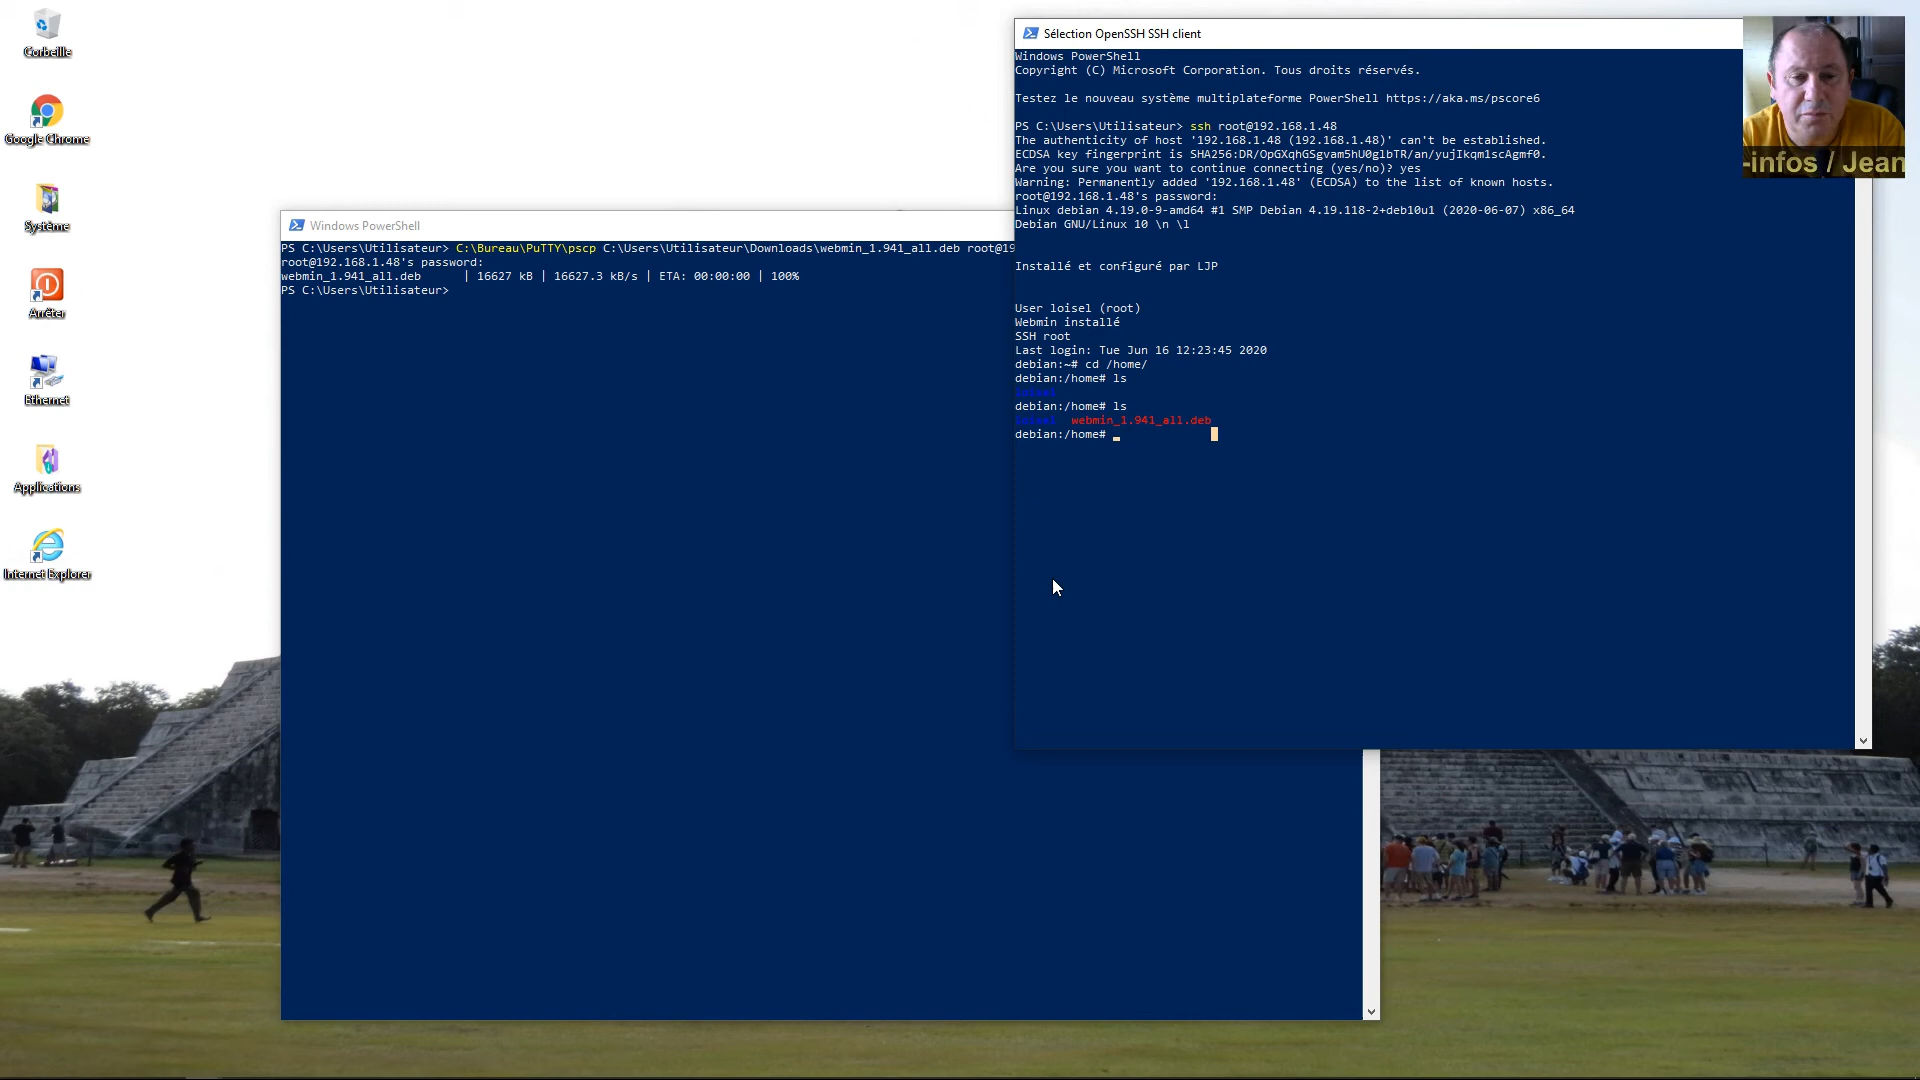 Corbeille
Google Chrome
Système
Arrêter
Ethernet
Applications
Internet Explorer
Windows PowerShell
PS C:\Users\Utilisateur> C:\Bureau\PuTTY\pscp C:\Users\Utilisateur\Downloads\webmin_1.941_all.deb root@19
root@192.168.1.48's password:
webmin_1.941_all.deb | 16627 kB | 16627.3 kB/s | ETA: 00:00:00 | 100%
PS C:\Users\Utilisateur>
Sélection OpenSSH SSH client
Windows PowerShell
Copyright (C) Microsoft Corporation. Tous droits réservés.
Testez le nouveau système multiplateforme PowerShell https://aka.ms/pscore6
PS C:\Users\Utilisateur> ssh root@192.168.1.48
The authenticity of host '192.168.1.48 (192.168.1.48)' can't be established.
ECDSA key fingerprint is SHA256:DR/OpGXqhGSgvam5hU0glbTR/an/yujIkqm1scAgmf0.
Are you sure you want to continue connecting (yes/no)? yes
Warning: Permanently added '192.168.1.48' (ECDSA) to the list of known hosts.
root@192.168.1.48's password:
Linux debian 4.19.0-9-amd64 #1 SMP Debian 4.19.118-2+deb10u1 (2020-06-07) x86_64
Debian GNU/Linux 10 \n \l
Installé et configuré par LJP
User loisel (root)
Webmin installé
SSH root
Last login: Tue Jun 16 12:23:45 2020
debian:~# cd /home/
debian:/home# ls
loisel
debian:/home# ls
loisel webmin_1.941_all.deb
debian:/home#
-infos / Jean